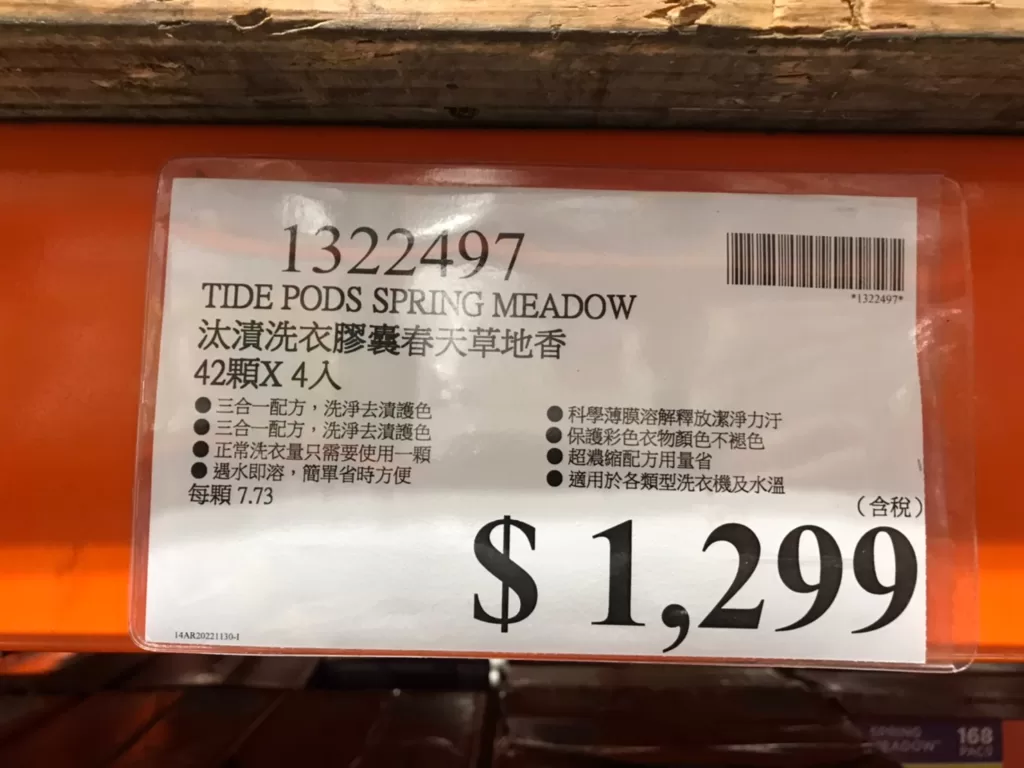 1322497
*1322497*
TIDE PODS SPRING MEADOW
汰漬洗衣膠囊春天草地香
42顆X 4入
●三合一配方，洗淨去漬護色
●三合一配方，洗淨去漬護色
●正常洗衣量只需要使用一顆
●遇水即溶，簡單省時方便
每顆 7.73
●科學薄膜溶解釋放潔淨力汙
●保護彩色衣物顏色不褪色
●超濃縮配方用量省
●適用於各類型洗衣機及水溫
（含稅）
$ 1,299
14AR20221130-1
SPRING
MEADOW
168
PACS